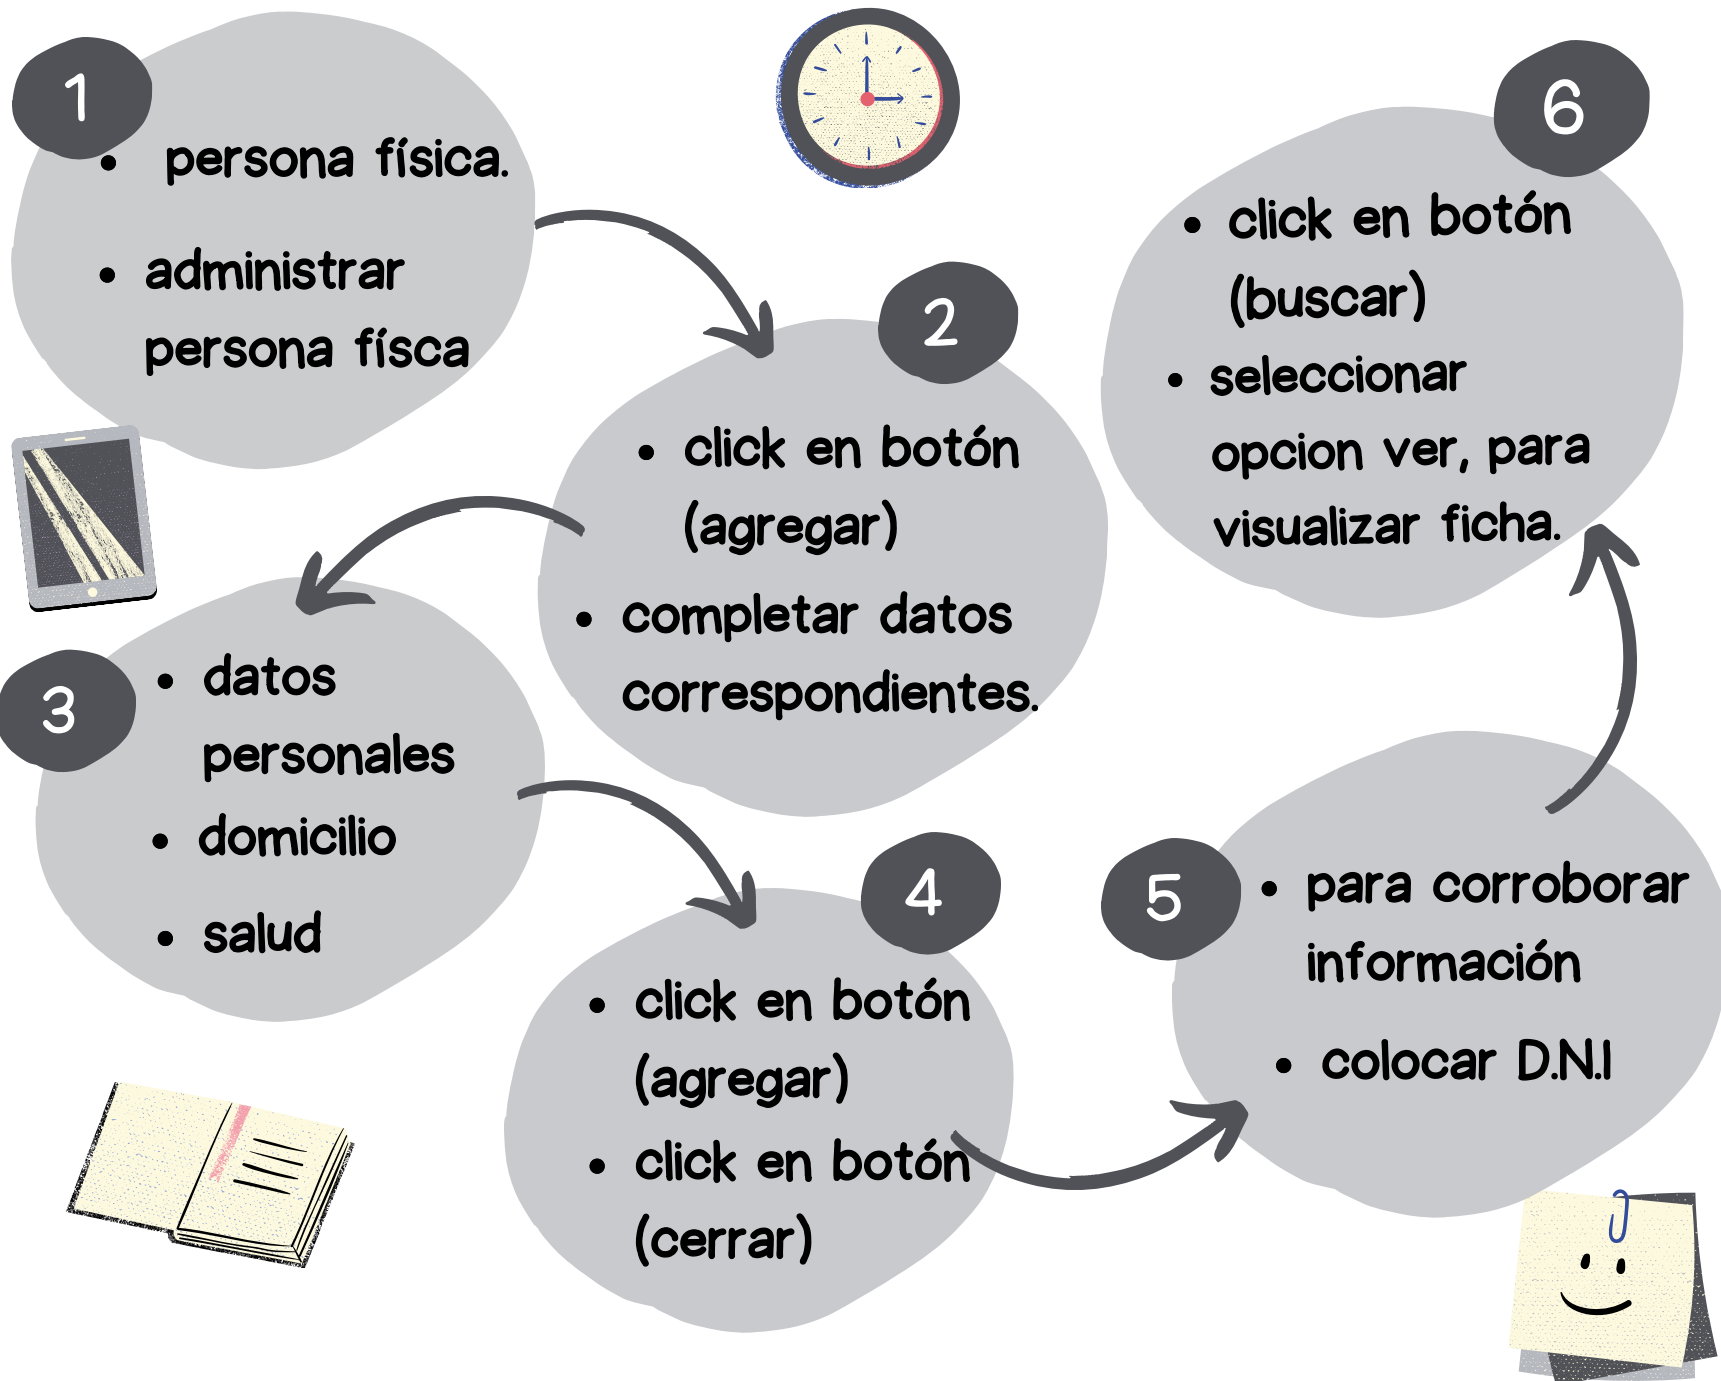 1
• persona física.
• administrar
persona físca
2
• click en botón
(agregar)
• completar datos
correspondientes.
3
• datos
personales
• domicilio
• salud
4
• click en botón
(agregar)
• click en botón
(cerrar)
5
• para corroborar
información
• colocar D.N.I
6
• click en botón
(buscar)
• seleccionar
opcion ver, para
visualizar ficha.